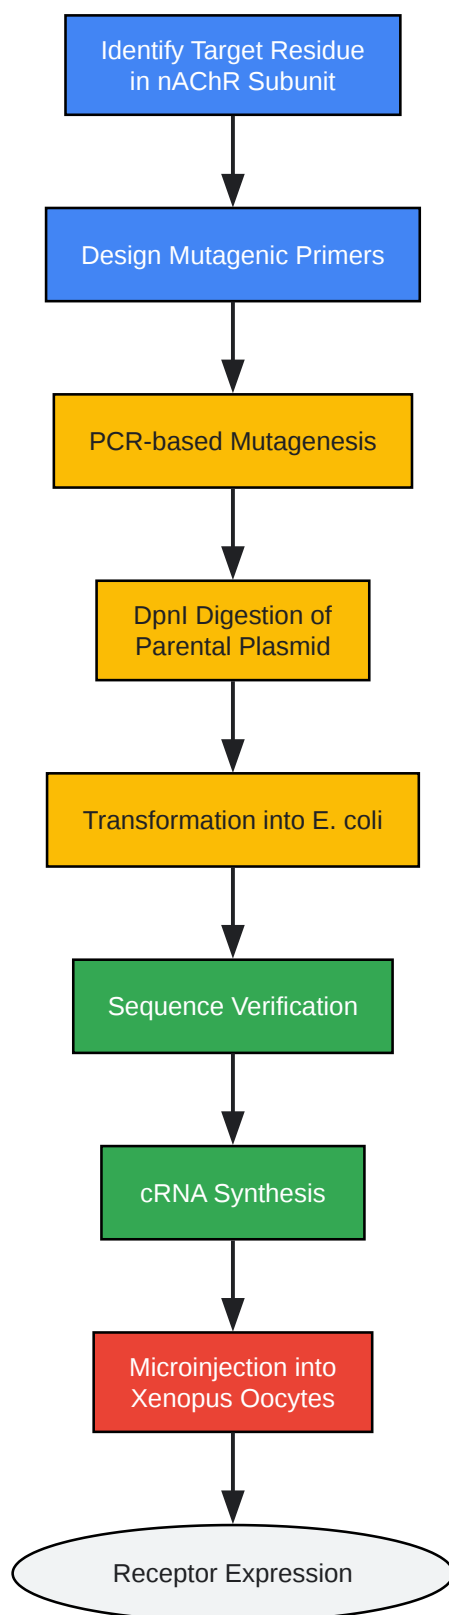 Identify Target Residue
in nAChR Subunit
Design Mutagenic Primers
PCR-based Mutagenesis
DpnI Digestion of
Parental Plasmid
Transformation into E. coli
Sequence Verification
cRNA Synthesis
Microinjection into
Xenopus Oocytes
Receptor Expression